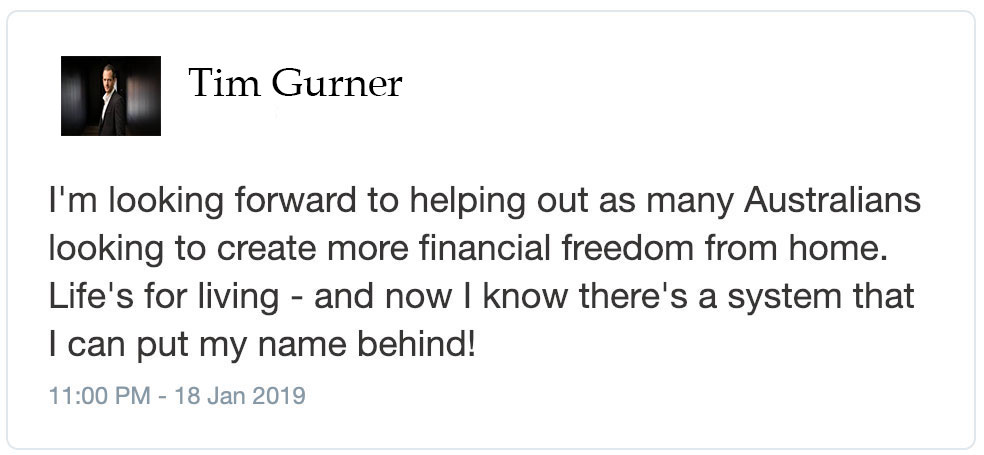 Tim Gurner
I'm looking forward to helping out as many Australians
looking to create more financial freedom from home.
Life's for living - and now I know there's a system that
I can put my name behind!
11:00 PM - 18 Jan 2019